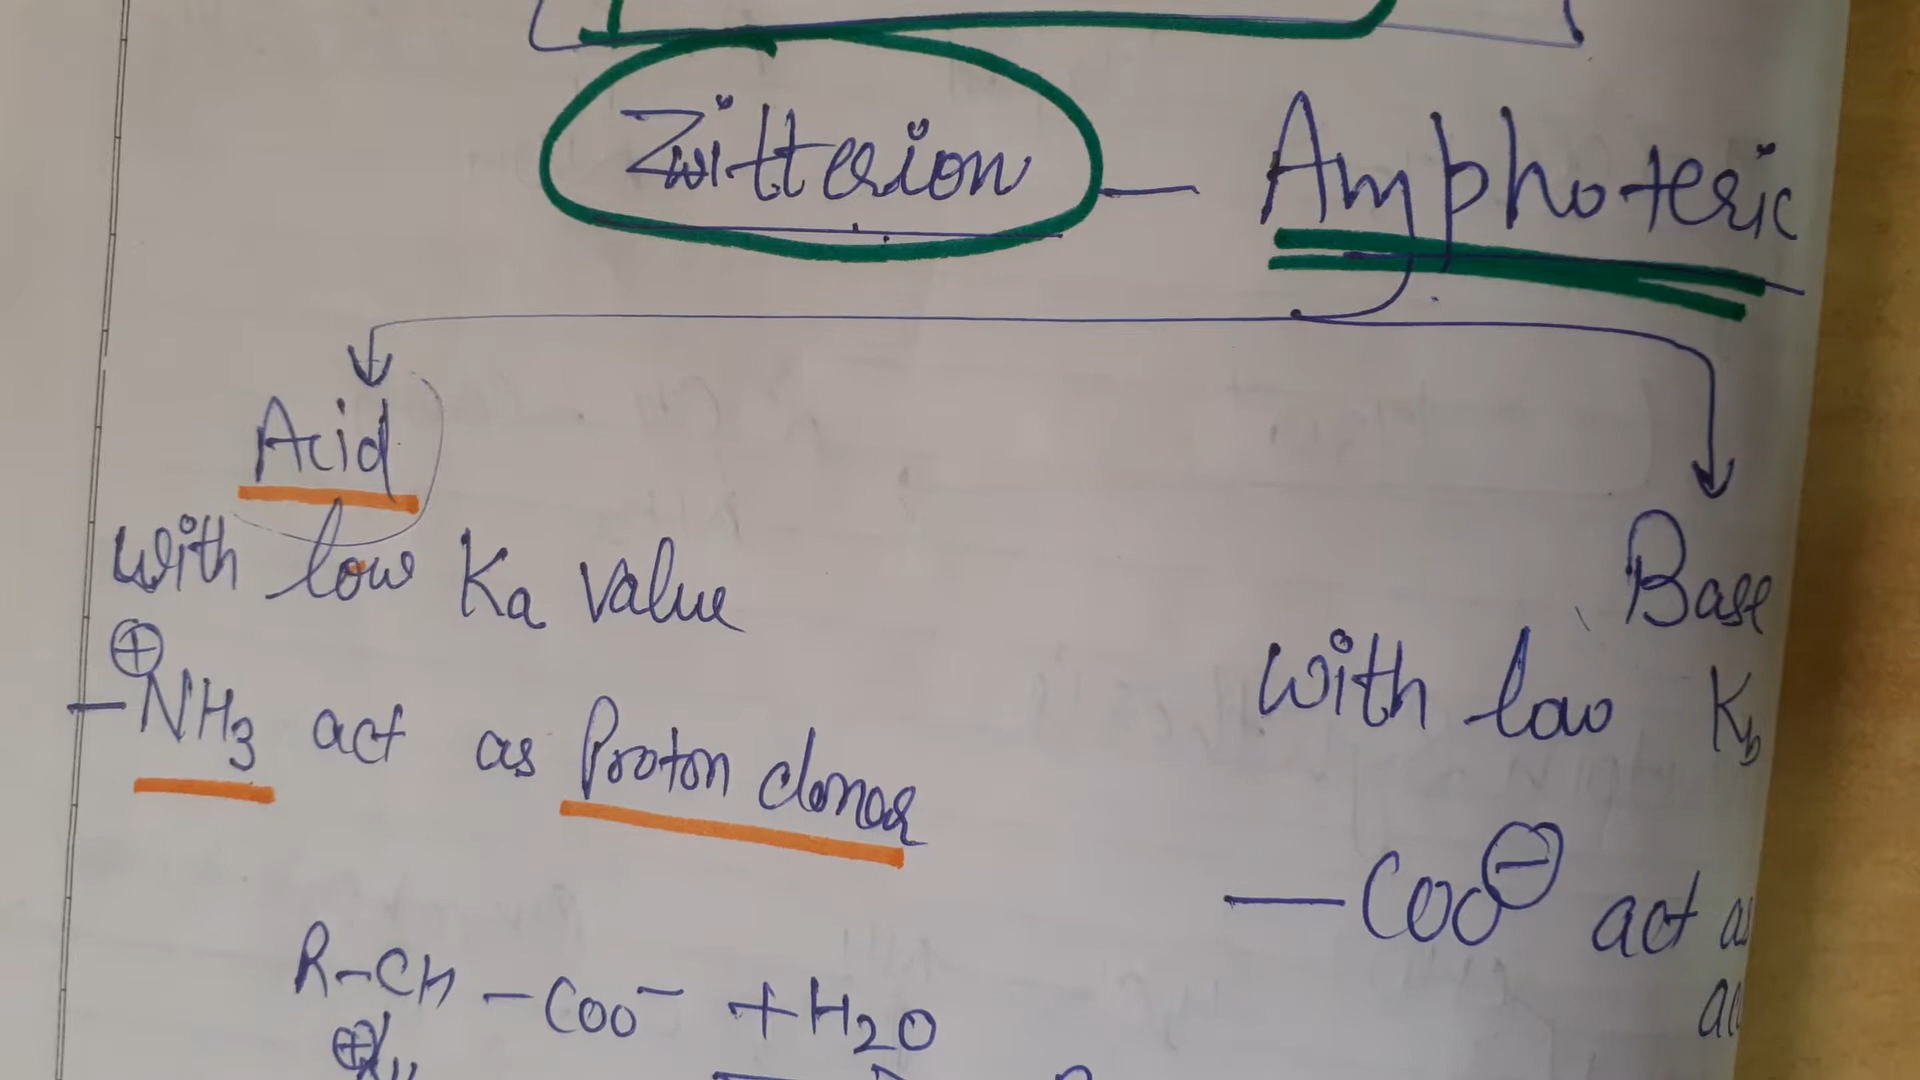 Zwitterion — Amphoteric
Acid
with low Ka value
⊕
—NH3 act as Proton donor
Base
with low Kb
—COO⊖ act as
R-CH-COO⁻ + H2O
⊕